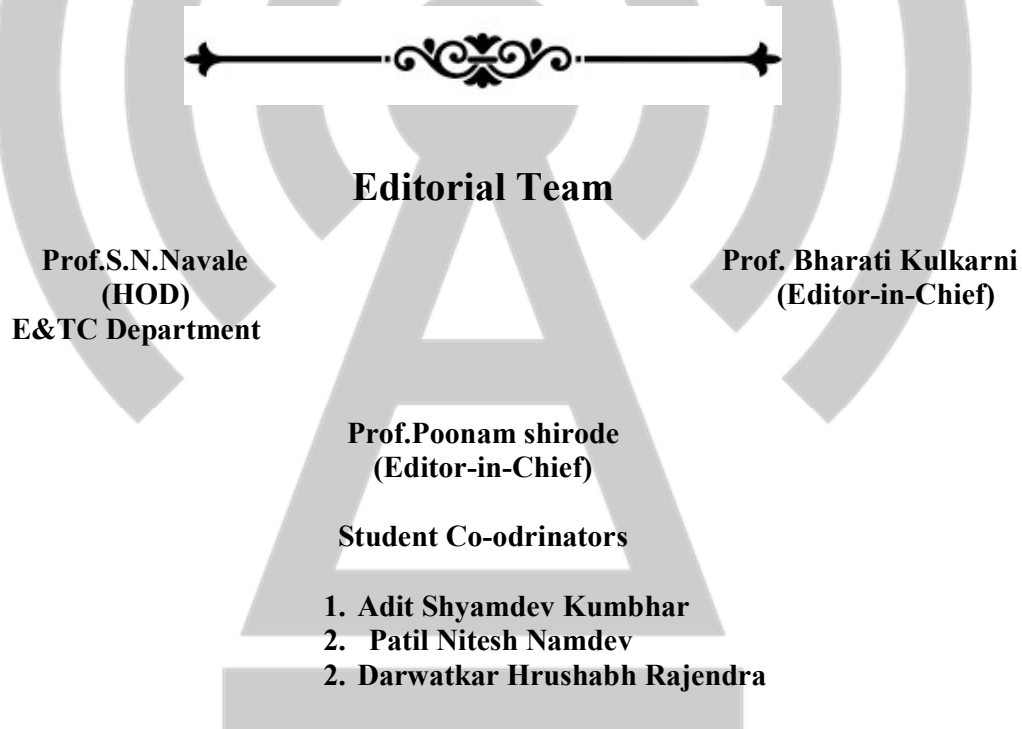 Editorial Team
Prof.S.N.Navale
(HOD)
E&TC Department
Prof. Bharati Kulkarni
(Editor-in-Chief)
Prof.Poonam shirode
(Editor-in-Chief)
Student Co-odrinators
1. Adit Shyamdev Kumbhar
2. Patil Nitesh Namdev
2. Darwatkar Hrushabh Rajendra